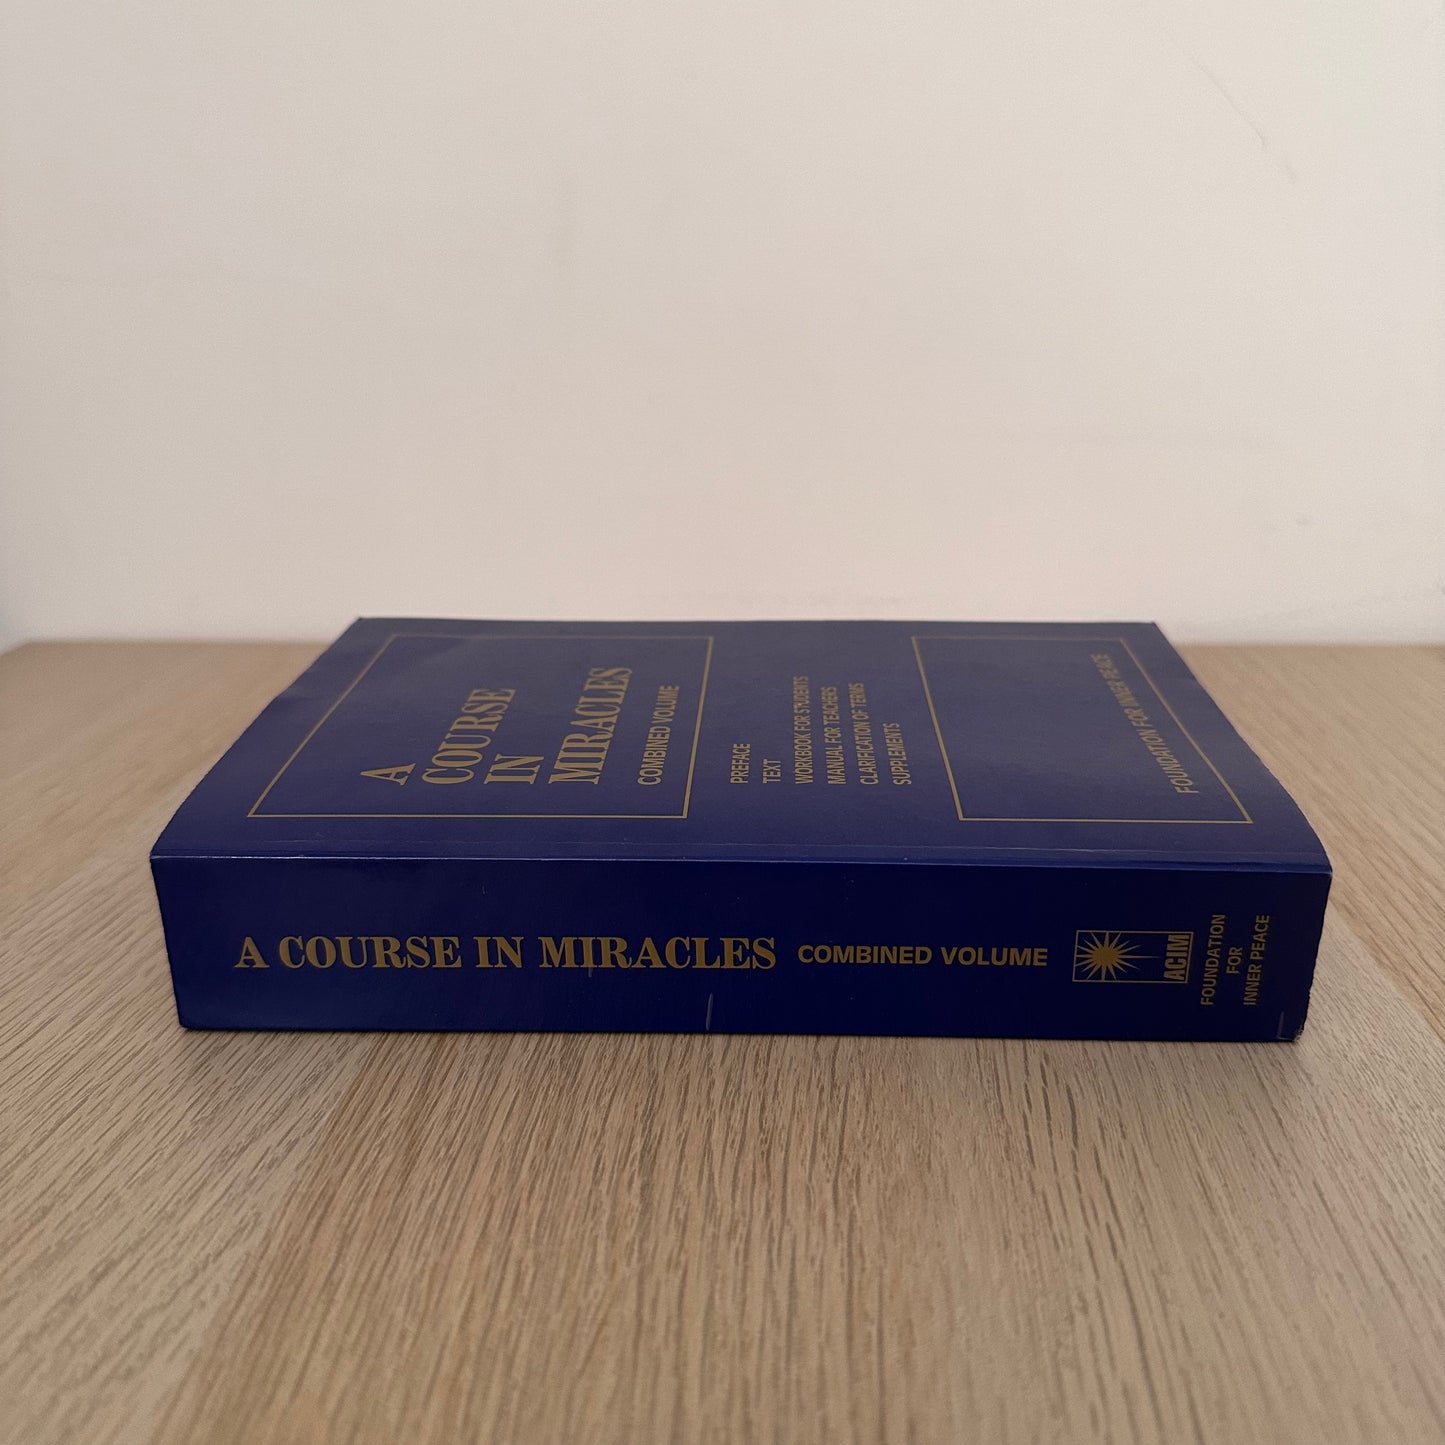 A
COURSE
IN
MIRACLES
COMBINED VOLUME
PREFACE
TEXT
WORKBOOK FOR STUDENTS
MANUAL FOR TEACHERS
CLARIFICATION OF TERMS
SUPPLEMENTS
FOUNDATION FOR INNER PEACE
A COURSE IN MIRACLES COMBINED VOLUME
ACIM
FOUNDATION
FOR
INNER PEACE